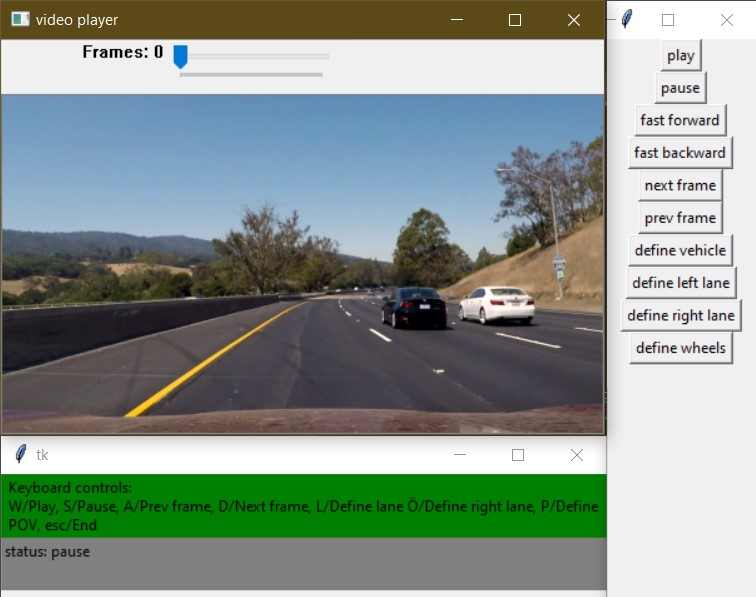 video player
Frames: 0
play
pause
fast forward
fast backward
next frame
prev frame
define vehicle
define left lane
define right lane
define wheels
tk
Keyboard controls:
W/Play, S/Pause, A/Prev frame, D/Next frame, L/Define lane Ö/Define right lane, P/Define
POV, esc/End
status: pause